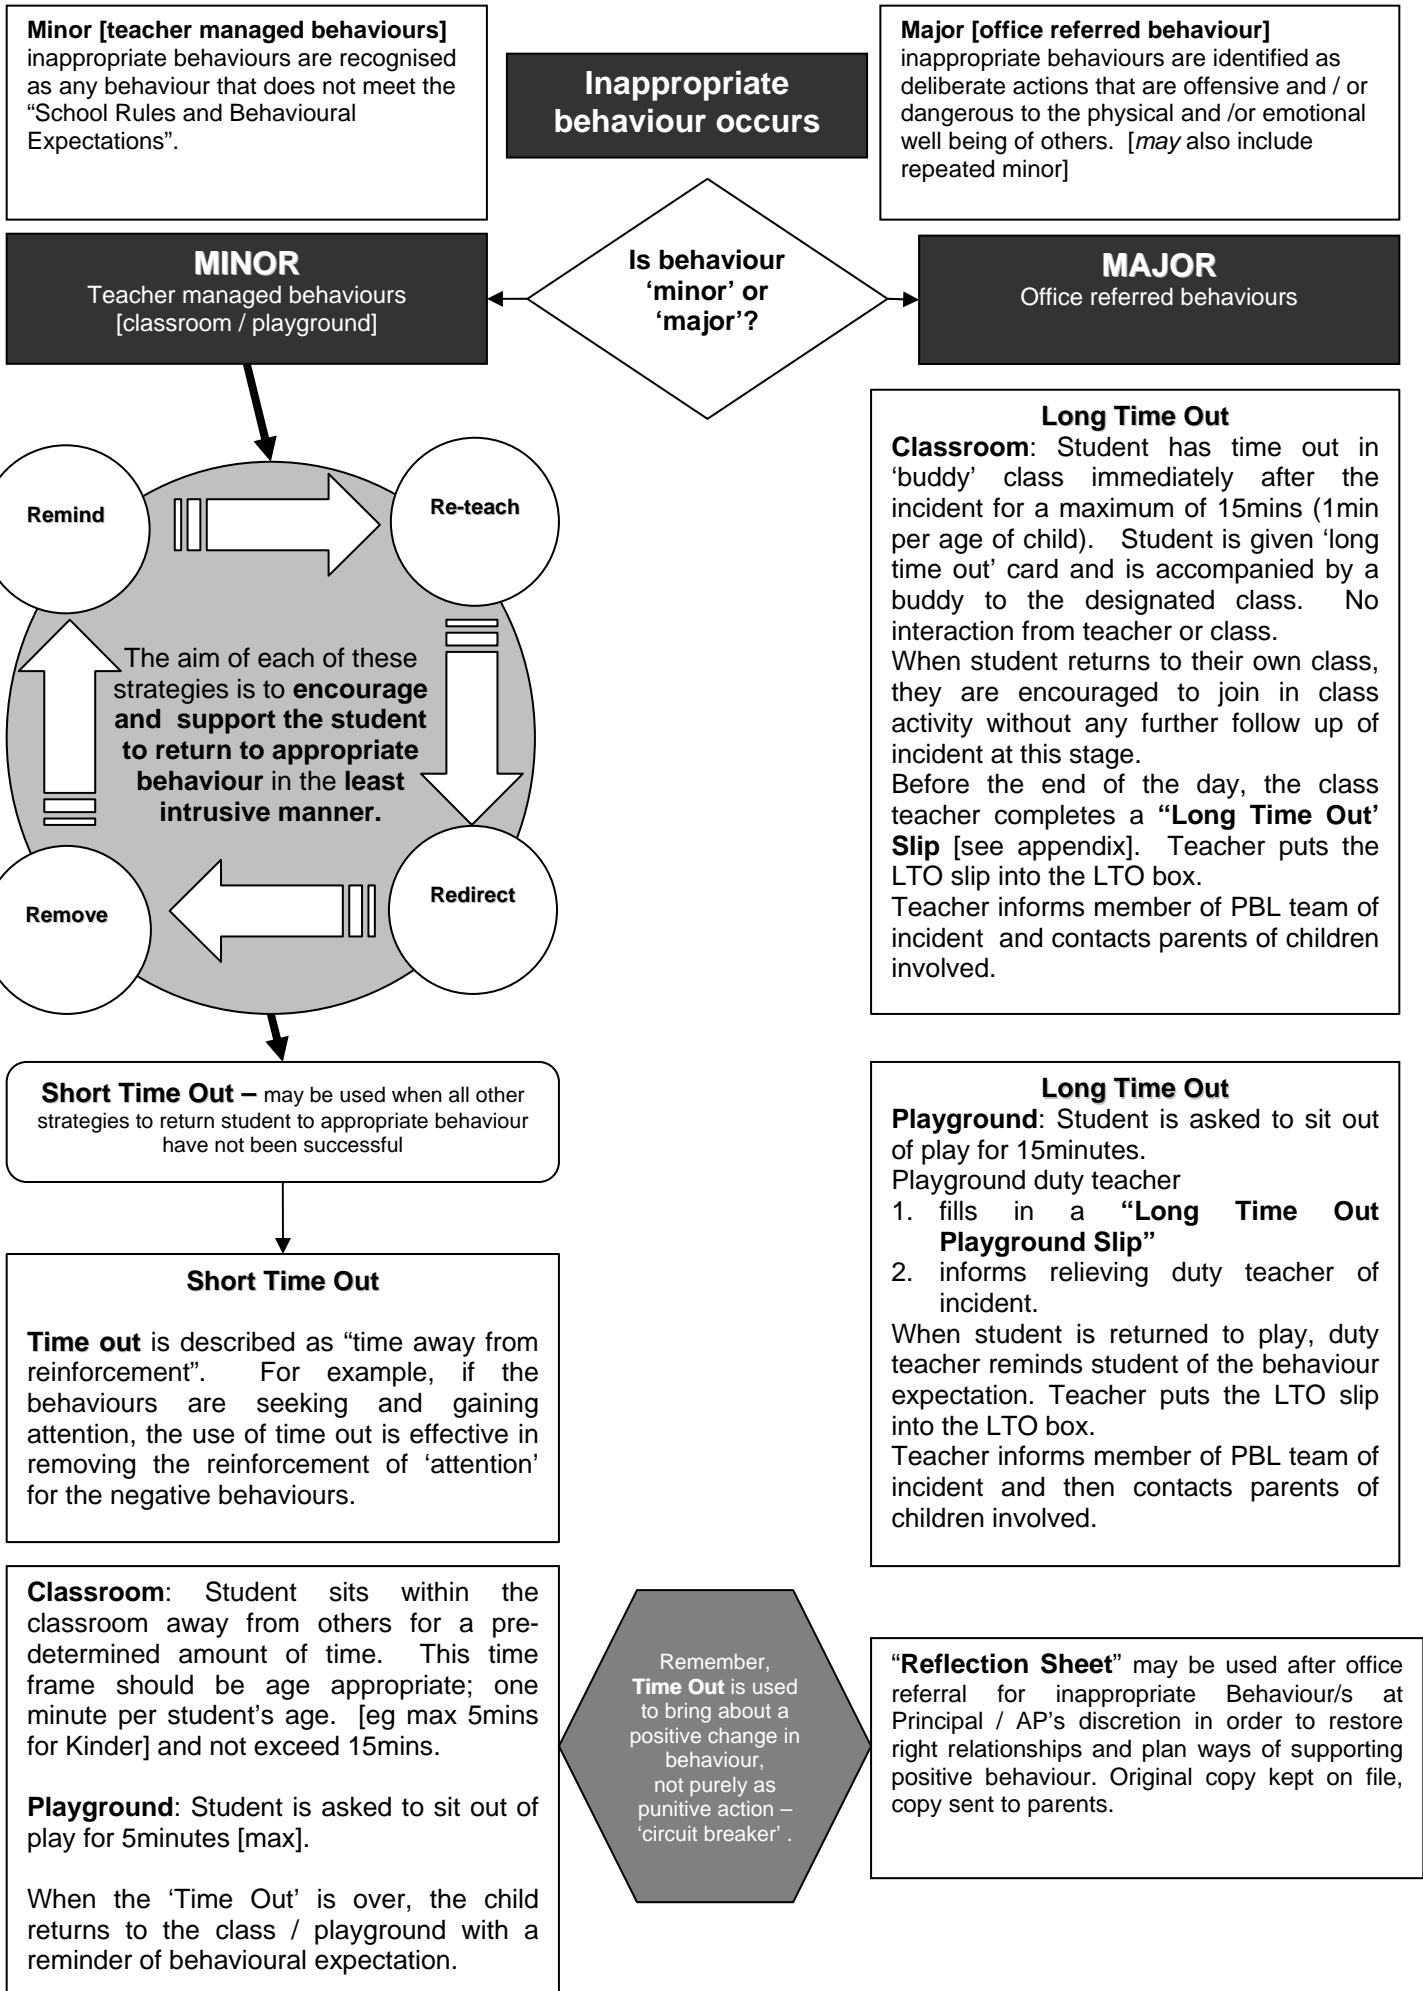 Minor [teacher managed behaviours]
inappropriate behaviours are recognised
as any behaviour that does not meet the
“School Rules and Behavioural
Expectations”.
Inappropriate
behaviour occurs
Major [office referred behaviour]
inappropriate behaviours are identified as
deliberate actions that are offensive and / or
dangerous to the physical and /or emotional
well being of others. [may also include
repeated minor]
MINOR
Teacher managed behaviours
[classroom / playground]
Is behaviour
‘minor’ or
‘major’?
MAJOR
Office referred behaviours
Remind
Re-teach
The aim of each of these
strategies is to encourage
and support the student
to return to appropriate
behaviour in the least
intrusive manner.
Remove
Redirect
Short Time Out – may be used when all other
strategies to return student to appropriate behaviour
have not been successful
Short Time Out
Time out is described as “time away from
reinforcement”. For example, if the
behaviours are seeking and gaining
attention, the use of time out is effective in
removing the reinforcement of ‘attention’
for the negative behaviours.
Classroom: Student sits within the
classroom away from others for a pre-
determined amount of time. This time
frame should be age appropriate; one
minute per student’s age. [eg max 5mins
for Kinder] and not exceed 15mins.
Playground: Student is asked to sit out of
play for 5minutes [max].
When the ‘Time Out’ is over, the child
returns to the class / playground with a
reminder of behavioural expectation.
Long Time Out
Classroom: Student has time out in
‘buddy’ class immediately after the
incident for a maximum of 15mins (1min
per age of child). Student is given ‘long
time out’ card and is accompanied by a
buddy to the designated class. No
interaction from teacher or class.
When student returns to their own class,
they are encouraged to join in class
activity without any further follow up of
incident at this stage.
Before the end of the day, the class
teacher completes a “Long Time Out’
Slip [see appendix]. Teacher puts the
LTO slip into the LTO box.
Teacher informs member of PBL team of
incident and contacts parents of children
involved.
Long Time Out
Playground: Student is asked to sit out
of play for 15minutes.
Playground duty teacher
1. fills in a “Long Time Out
Playground Slip”
2. informs relieving duty teacher of
incident.
When student is returned to play, duty
teacher reminds student of the behaviour
expectation. Teacher puts the LTO slip
into the LTO box.
Teacher informs member of PBL team of
incident and then contacts parents of
children involved.
Remember,
Time Out is used
to bring about a
positive change in
behaviour,
not purely as
punitive action –
‘circuit breaker’ .
“Reflection Sheet” may be used after office
referral for inappropriate Behaviour/s at
Principal / AP’s discretion in order to restore
right relationships and plan ways of supporting
positive behaviour. Original copy kept on file,
copy sent to parents.